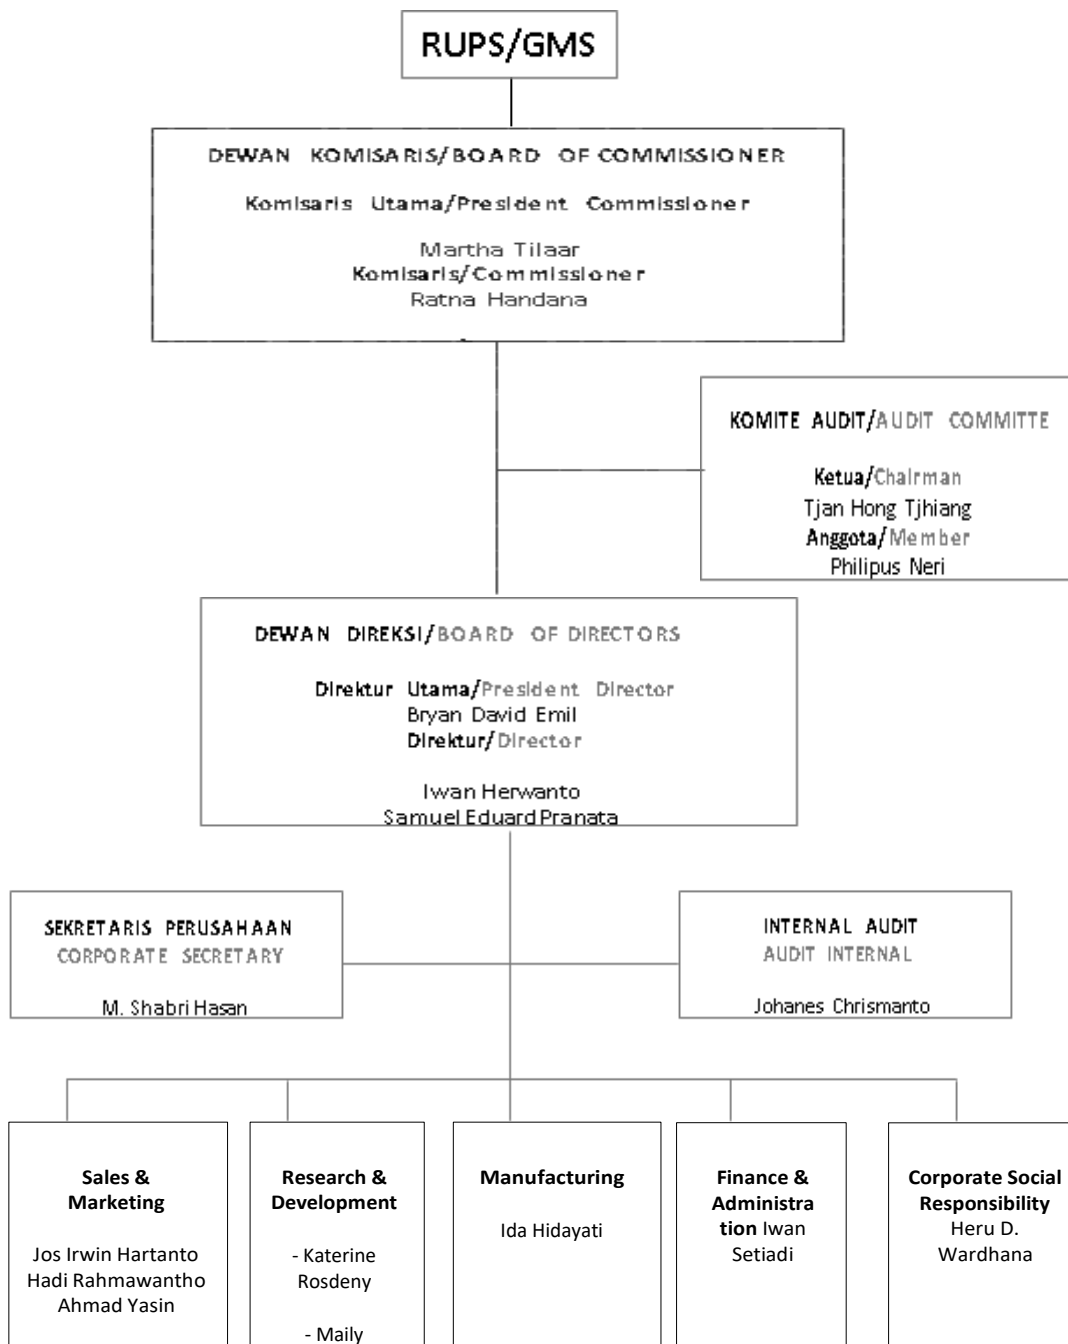 RUPS/GMS
DEWAN KOMISARIS/BOARD OF COMMISSIONER
Komisaris Utama/President Commissioner
Martha Tilaar
Komisaris/Commissioner
Ratna Handana
KOMITE AUDIT/AUDIT COMMITTE
Ketua/Chairman
Tjan Hong Tjhiang
Anggota/Member
Philipus Neri
DEWAN DIREKSI/BOARD OF DIRECTORS
Direktur Utama/President Director
Bryan David Emil
Direktur/Director
Iwan Herwanto
Samuel Eduard Pranata
SEKRETARIS PERUSAHAAN
CORPORATE SECRETARY
M. Shabri Hasan
INTERNAL AUDIT
AUDIT INTERNAL
Johanes Chrismanto
Sales &
Marketing
Jos Irwin Hartanto
Hadi Rahmawantho
Ahmad Yasin
Research &
Development
- Katerine
Rosdeny
- Maily
Manufacturing
Ida Hidayati
Finance &
Administra
tion Iwan
Setiadi
Corporate Social
Responsibility
Heru D.
Wardhana